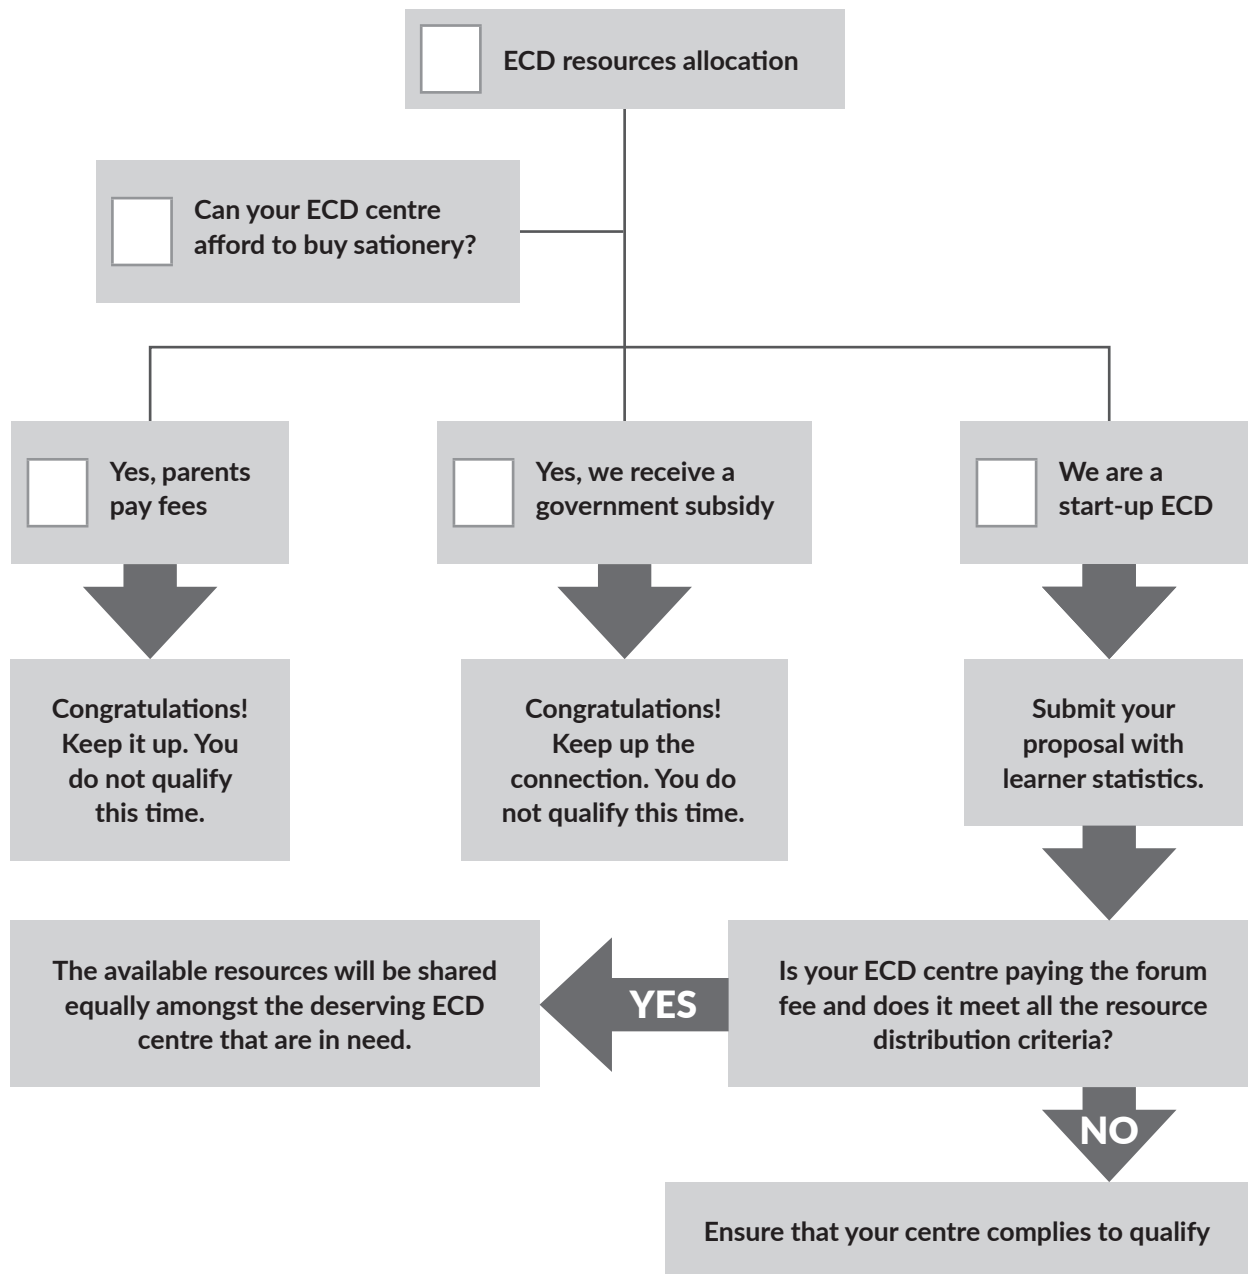 ECD resources allocation
Can your ECD centre
afford to buy sationery?
Yes, parents
pay fees
Yes, we receive a
government subsidy
We are a
start-up ECD
Congratulations!
Keep it up. You
do not qualify
this time.
Congratulations!
Keep up the
connection. You do
not qualify this time.
Submit your
proposal with
learner statistics.
Is your ECD centre paying the forum
fee and does it meet all the resource
distribution criteria?
YES
The available resources will be shared
equally amongst the deserving ECD
centre that are in need.
NO
Ensure that your centre complies to qualify